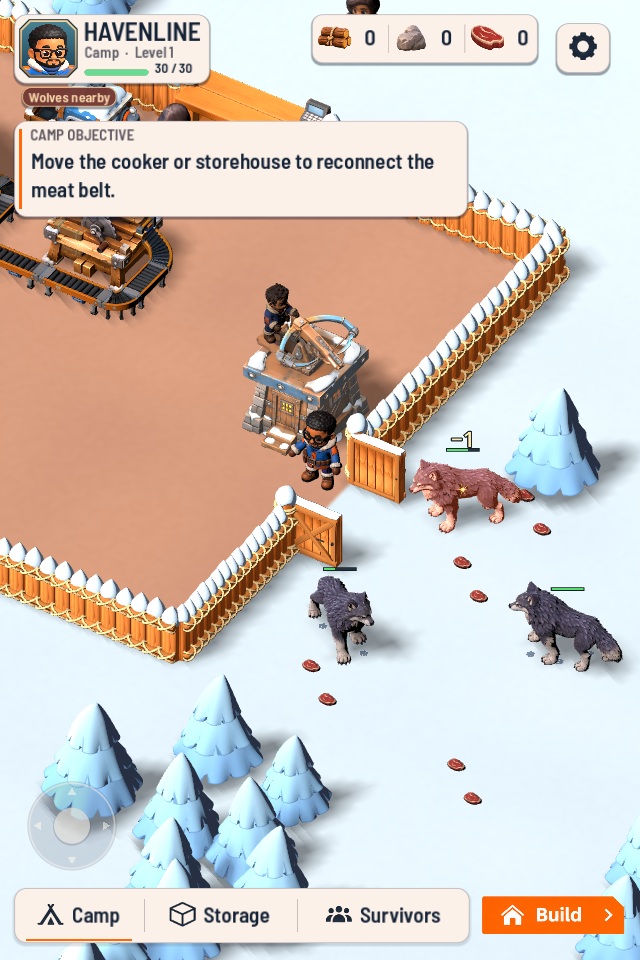 HAVENLINE
Camp · Level 1
30 / 30
0
0
0
Wolves nearby
CAMP OBJECTIVE
Move the cooker or storehouse to reconnect the
meat belt.
-1
Camp
Storage
Survivors
Build